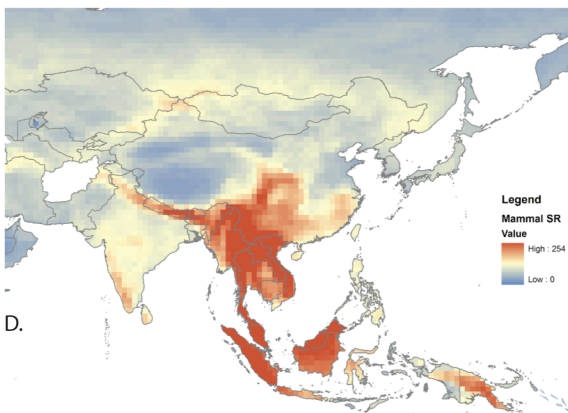 Legend
Mammal SR
Value
High : 254
Low : 0
D.